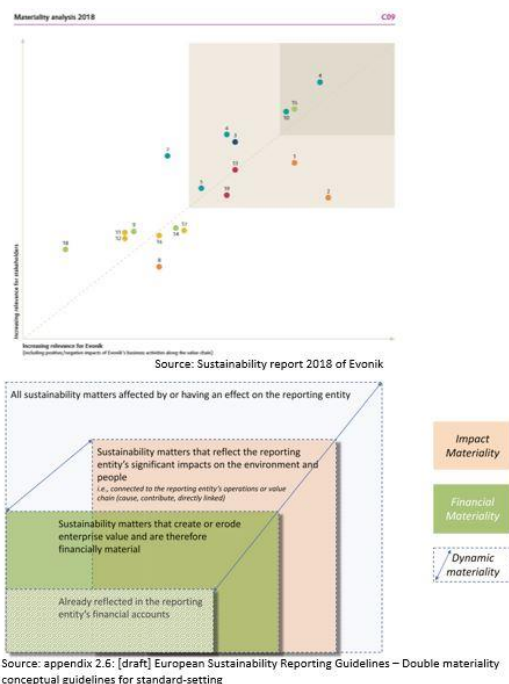 Materiality analysis 2018
C09
Increasing relevance for stakeholders
Increasing relevance for Evonik
[including positive/negative impacts of Evonik's business activities along the value chain]
Source: Sustainability report 2018 of Evonik
All sustainability matters affected by or having an effect on the reporting entity
Sustainability matters that reflect the reporting
entity's significant impacts on the environment and
people
i.e., connected to the reporting entity's operations or value
chain (cause, contribute, directly linked)
Sustainability matters that create or erode
enterprise value and are therefore
financially material
Already reflected in the reporting
entity's financial accounts
Impact
Materiality
Financial
Materiality
Dynamic
materiality
Source: appendix 2.6: [draft] European Sustainability Reporting Guidelines – Double materiality
conceptual guidelines for standard-setting